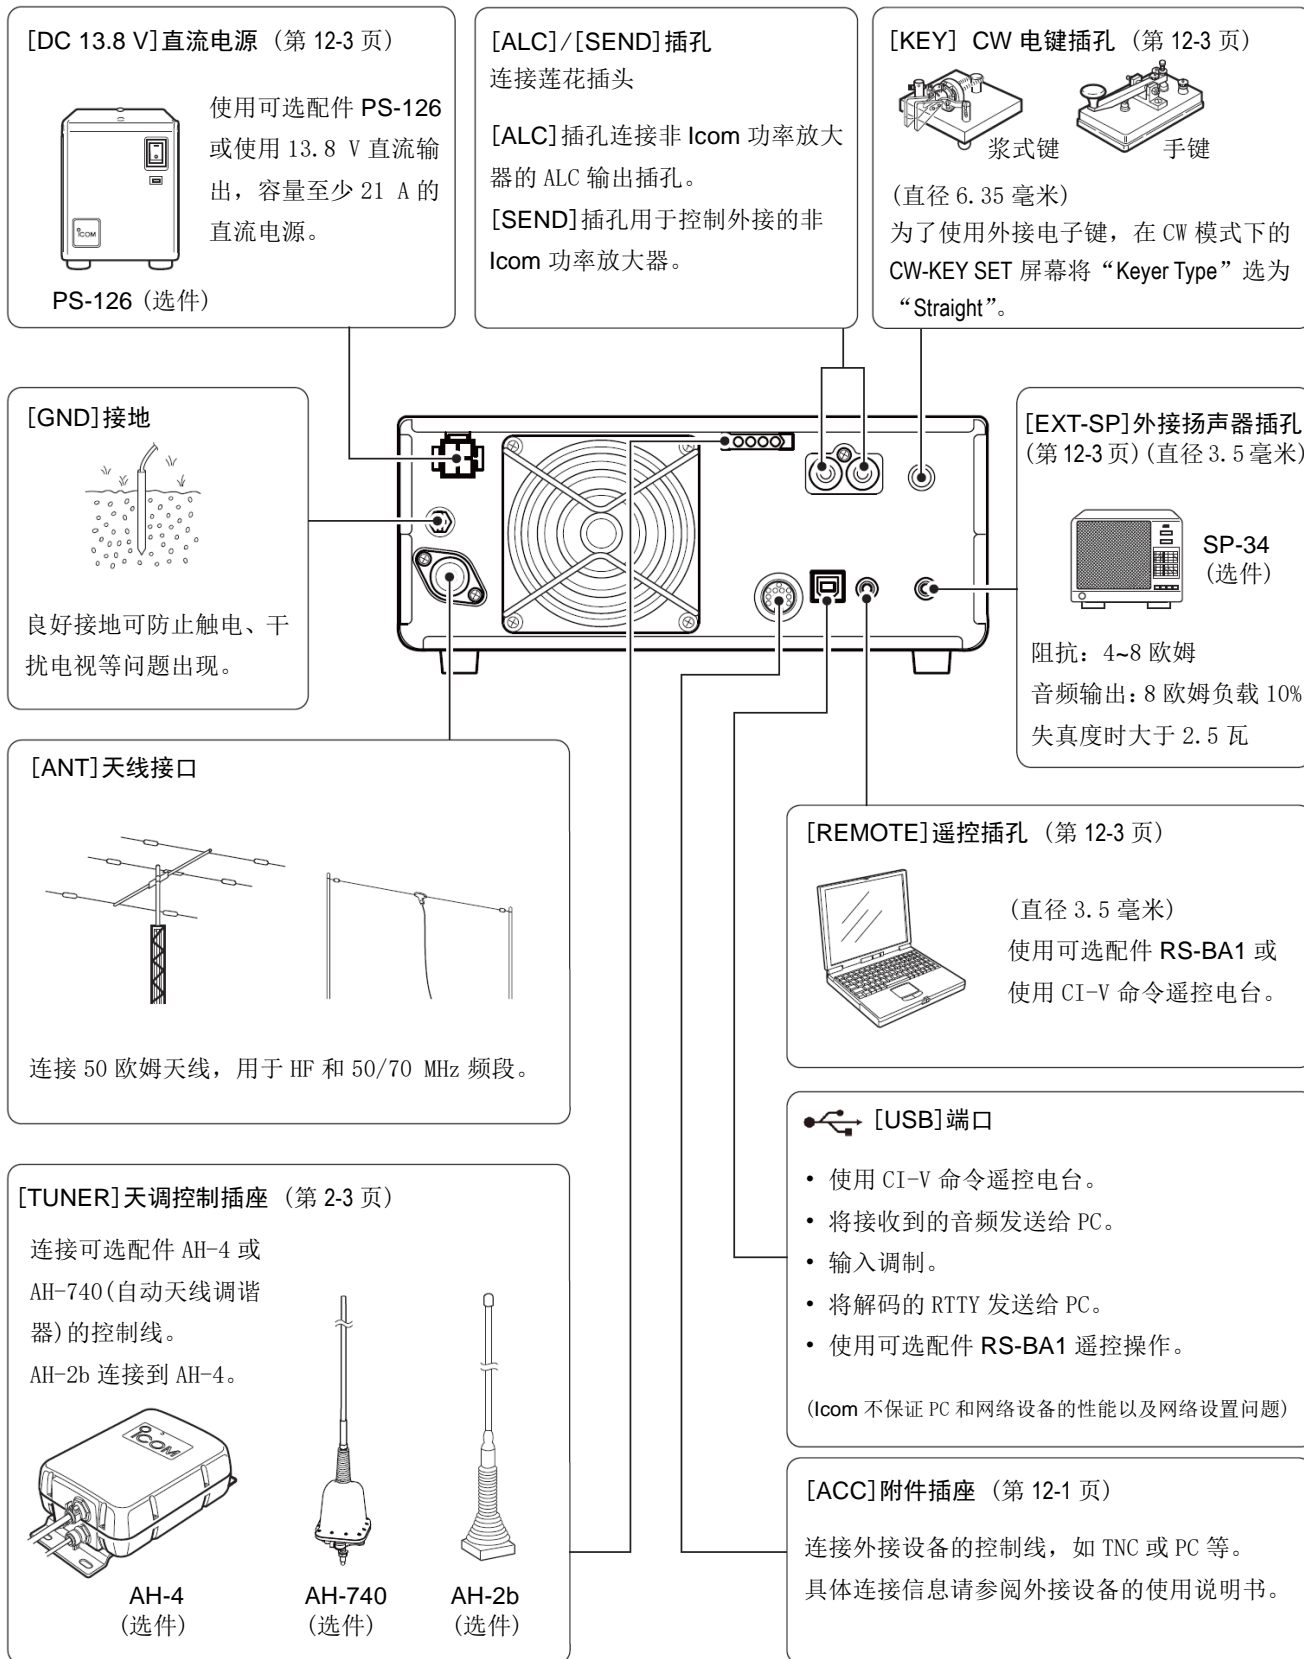 [DC 13.8 V]直流电源 (第 12-3 页)
使用可选配件 PS-126
或使用 13.8 V 直流输
出，容量至少 21 A 的
直流电源。
ICOM
PS-126 (选件)
[ALC]/[SEND]插孔
连接莲花插头
[ALC]插孔连接非 Icom 功率放大
器的 ALC 输出插孔。
[SEND]插孔用于控制外接的非
Icom 功率放大器。
[KEY] CW 电键插孔 (第 12-3 页)
浆式键
手键
(直径 6.35 毫米)
为了使用外接电子键，在 CW 模式下的
CW-KEY SET 屏幕将“Keyer Type”选为
“Straight”。
[GND]接地
良好接地可防止触电、干
扰电视等问题出现。
[EXT-SP]外接扬声器插孔
(第 12-3 页) (直径 3.5 毫米)
SP-34
(选件)
阻抗：4~8 欧姆
音频输出：8 欧姆负载 10%
失真度时大于 2.5 瓦
[ANT]天线接口
连接 50 欧姆天线，用于 HF 和 50/70 MHz 频段。
[REMOTE]遥控插孔 (第 12-3 页)
(直径 3.5 毫米)
使用可选配件 RS-BA1 或
使用 CI-V 命令遥控电台。
[USB]端口
• 使用 CI-V 命令遥控电台。
• 将接收到的音频发送给 PC。
• 输入调制。
• 将解码的 RTTY 发送给 PC。
• 使用可选配件 RS-BA1 遥控操作。
(Icom 不保证 PC 和网络设备的性能以及网络设置问题)
[TUNER]天调控制插座 (第 2-3 页)
连接可选配件 AH-4 或
AH-740(自动天线调谐
器)的控制线。
AH-2b 连接到 AH-4。
ICOM
AH-4
(选件)
AH-740
(选件)
AH-2b
(选件)
[ACC]附件插座 (第 12-1 页)
连接外接设备的控制线，如 TNC 或 PC 等。
具体连接信息请参阅外接设备的使用说明书。